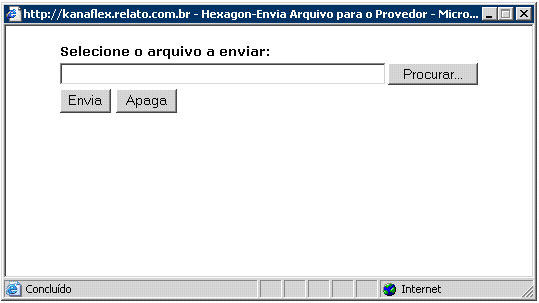 http://kanaflex.relato.com.br - Hexagon-Envia Arquivo para o Provedor - Micro...
Selecione o arquivo a enviar:
Procurar...
Envia Apaga
Concluído Internet